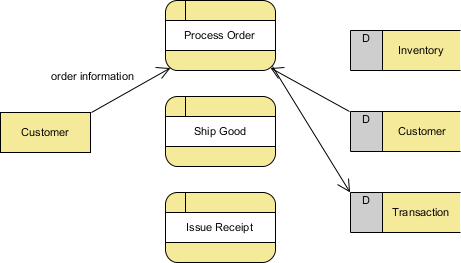 Process Order
D
Inventory
order information
Customer
Ship Good
D
Customer
Issue Receipt
D
Transaction